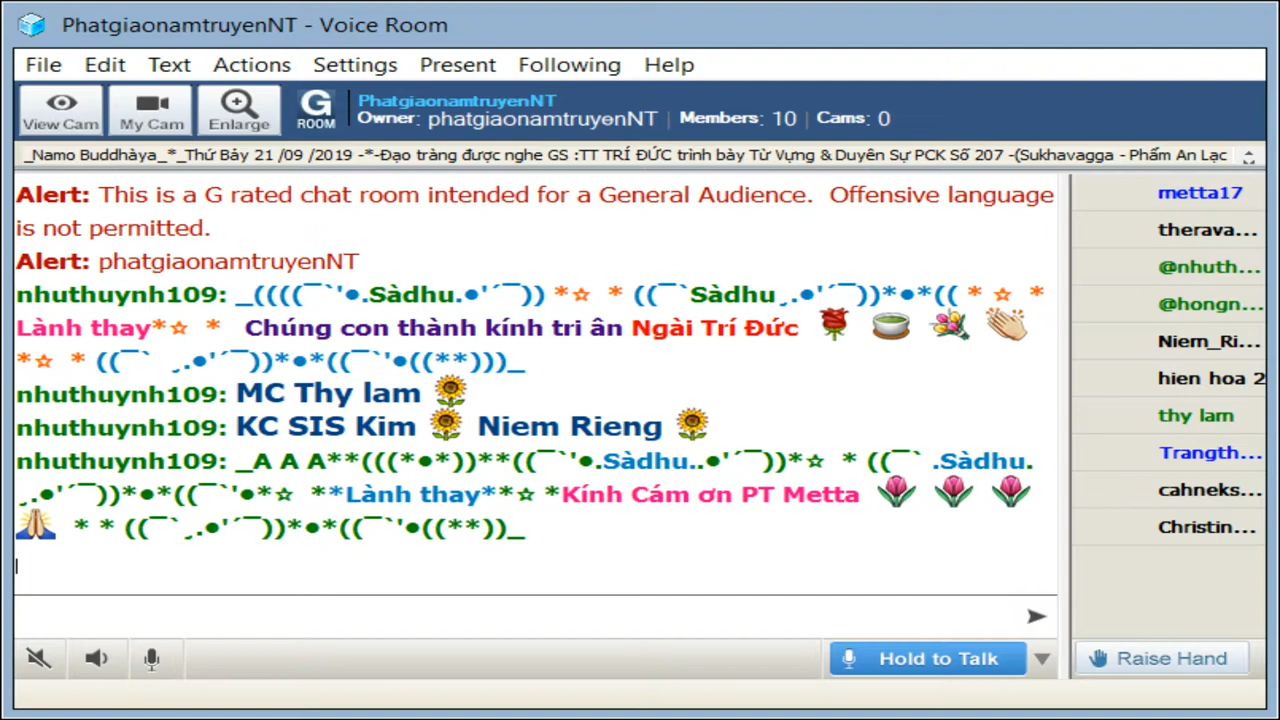 PhatgiaonamtruyenNT - Voice Room
File Edit Text Actions Settings Present Following Help
View Cam My Cam Enlarge G ROOM
PhatgiaonamtruyenNT
Owner: phatgiaonamtruyenNT | Members: 10 | Cams: 0
_Namo Buddhàya_*_Thứ Bảy 21 /09 /2019 -*-Đạo tràng được nghe GS :TT TRÍ ĐỨC trình bày Từ Vựng & Duyên Sự PCK Số 207 -(Sukhavagga - Phẩm An Lạc
Alert: This is a G rated chat room intended for a General Audience. Offensive language
is not permitted.
Alert: phatgiaonamtruyenNT
nhuthuynh109: _((((¯`'•.Sàdhu.•'´¯)) *☆ * ((¯`Sàdhu¸.•'´¯))*•*(( * ☆ *
Lành thay*☆ * Chúng con thành kính tri ân Ngài Trí Đức 🌹 🍵 💐 👏
*☆ * ((¯` ¸.•'´¯))*•*((¯`'•((**)))_
nhuthuynh109: MC Thy lam 🌻
nhuthuynh109: KC SIS Kim 🌻 Niem Rieng 🌻
nhuthuynh109: _A A A**(((*•*))**((¯`'•.Sàdhu..•'´¯))*☆ * ((¯` .Sàdhu.
¸.•'´¯))*•*((¯`'•*☆ **Lành thay**☆ *Kính Cám ơn PT Metta 🌷 🌷 🌷
🙏 * * ((¯`¸.•'´¯))*•*((¯`'•((**))_
metta17
therava...
@nhuth...
@hongn...
Niem_Ri...
hien hoa 2
thy lam
Trangth...
cahneks...
Christin...
Hold to Talk
Raise Hand